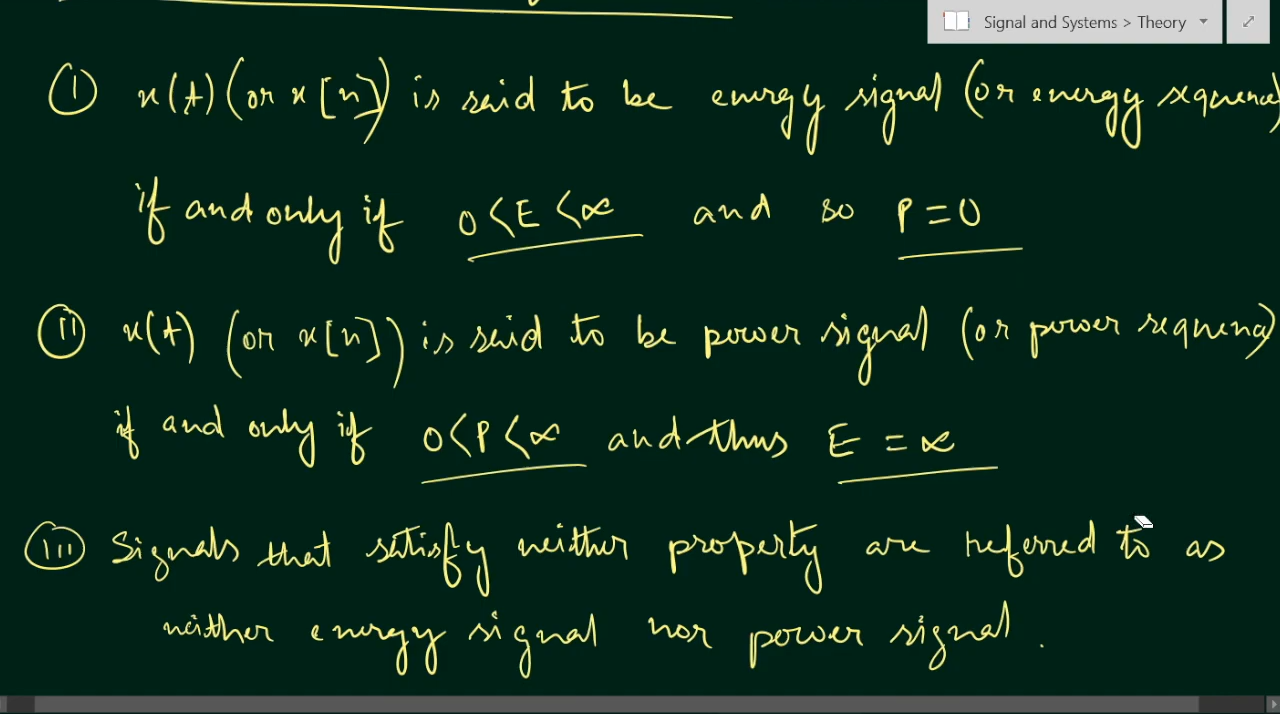 Signal and Systems > Theory
(i) x(t) (or x[n]) is said to be energy signal (or energy sequence)
if and only if 0<E<∞ and so P=0
(ii) x(t) (or x[n]) is said to be power signal (or power sequence)
if and only if 0<P<∞ and thus E=∞
(iii) Signals that satisfy neither property are referred to as
neither energy signal nor power signal.